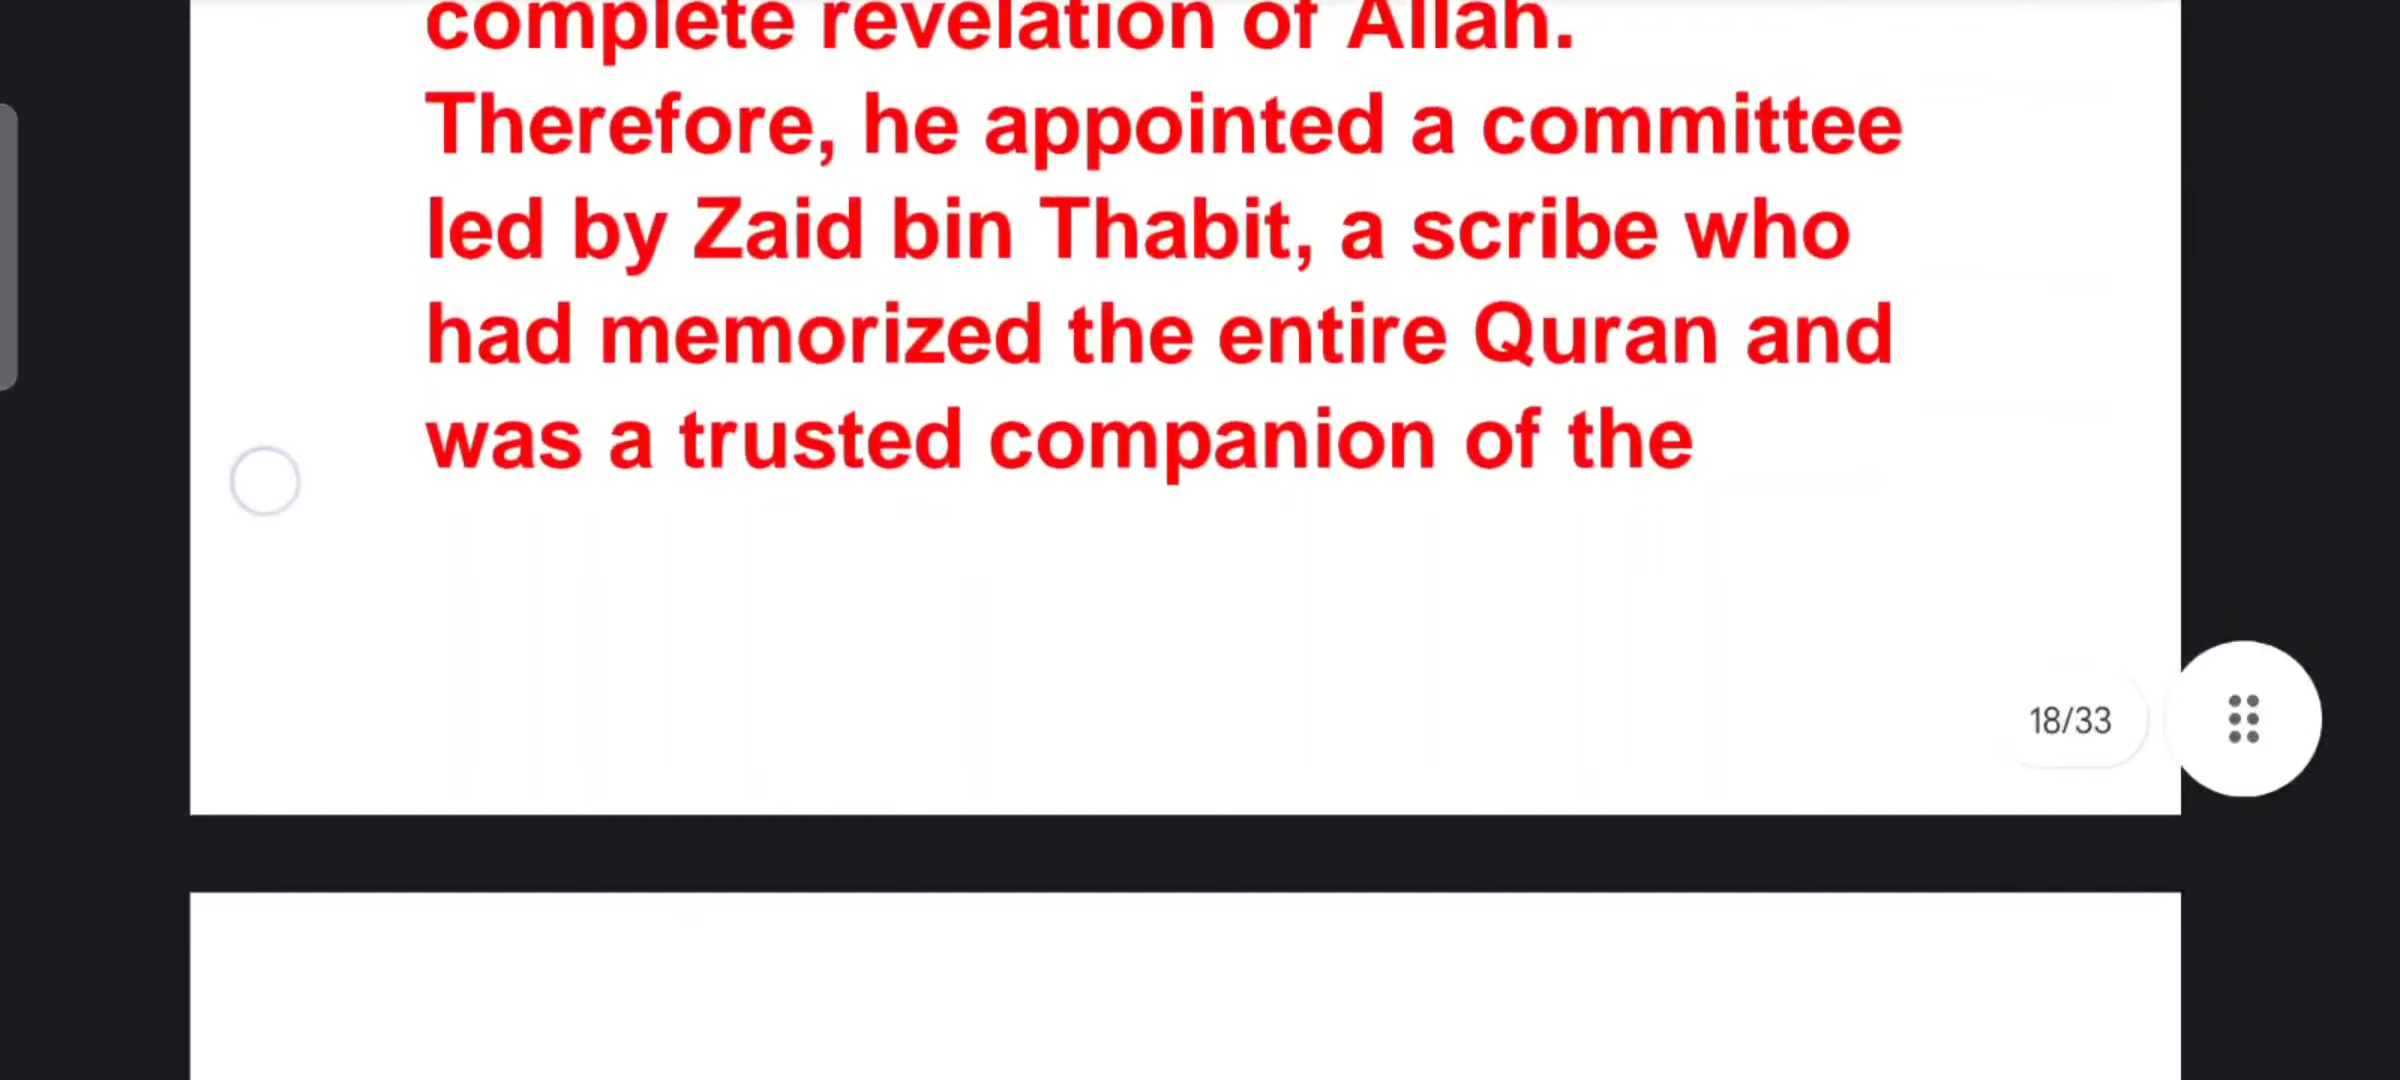 complete revelation of Allah.
Therefore, he appointed a committee
led by Zaid bin Thabit, a scribe who
had memorized the entire Quran and
was a trusted companion of the
18/33